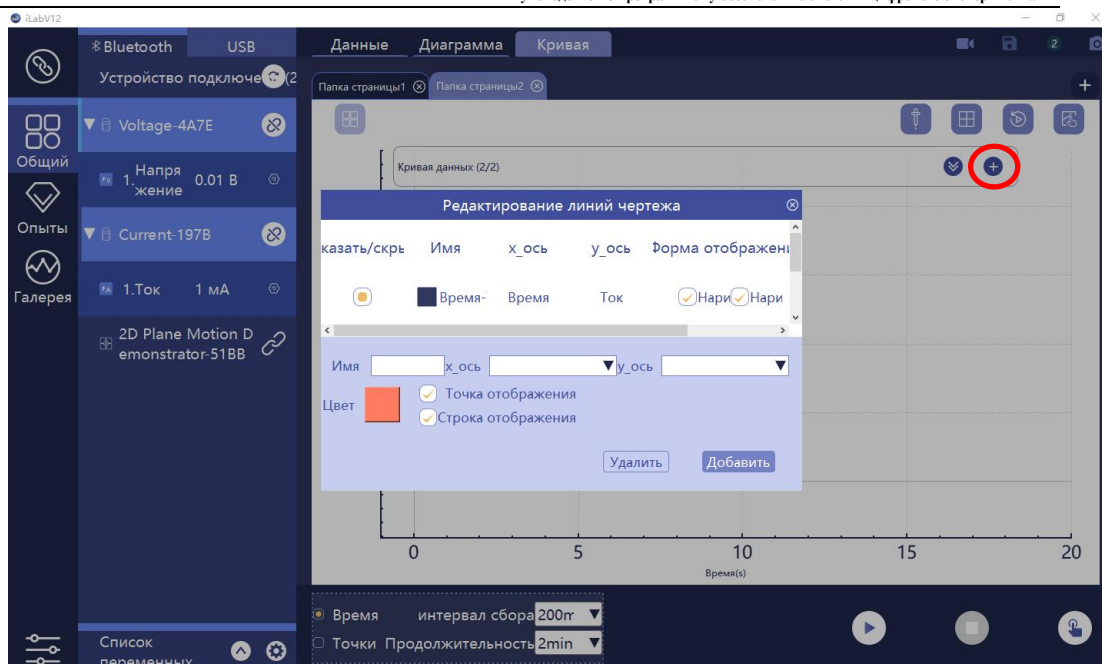 iLabV12
Bluetooth USB Данные Диаграмма Кривая 2
Устройство подключе (2
Папка страницы1 Папка страницы2 +
Voltage-4A7E
Общий
1. Напря
жение 0.01 В
Кривая данных (2/2)
Опыты
Current-197B
Галерея
1.Ток 1 мА
2D Plane Motion D
emonstrator-51BB
Редактирование линий чертежа
казать/скры Имя x_ось y_ось Форма отображени
Время- Время Ток Нари Нари
Имя x_ось y_ось
Цвет Точка отображения
Строка отображения
Удалить Добавить
0 5 10 15 20
Время(s)
Время интервал сбора 200m
Точки Продолжительность 2min
Список
переменных